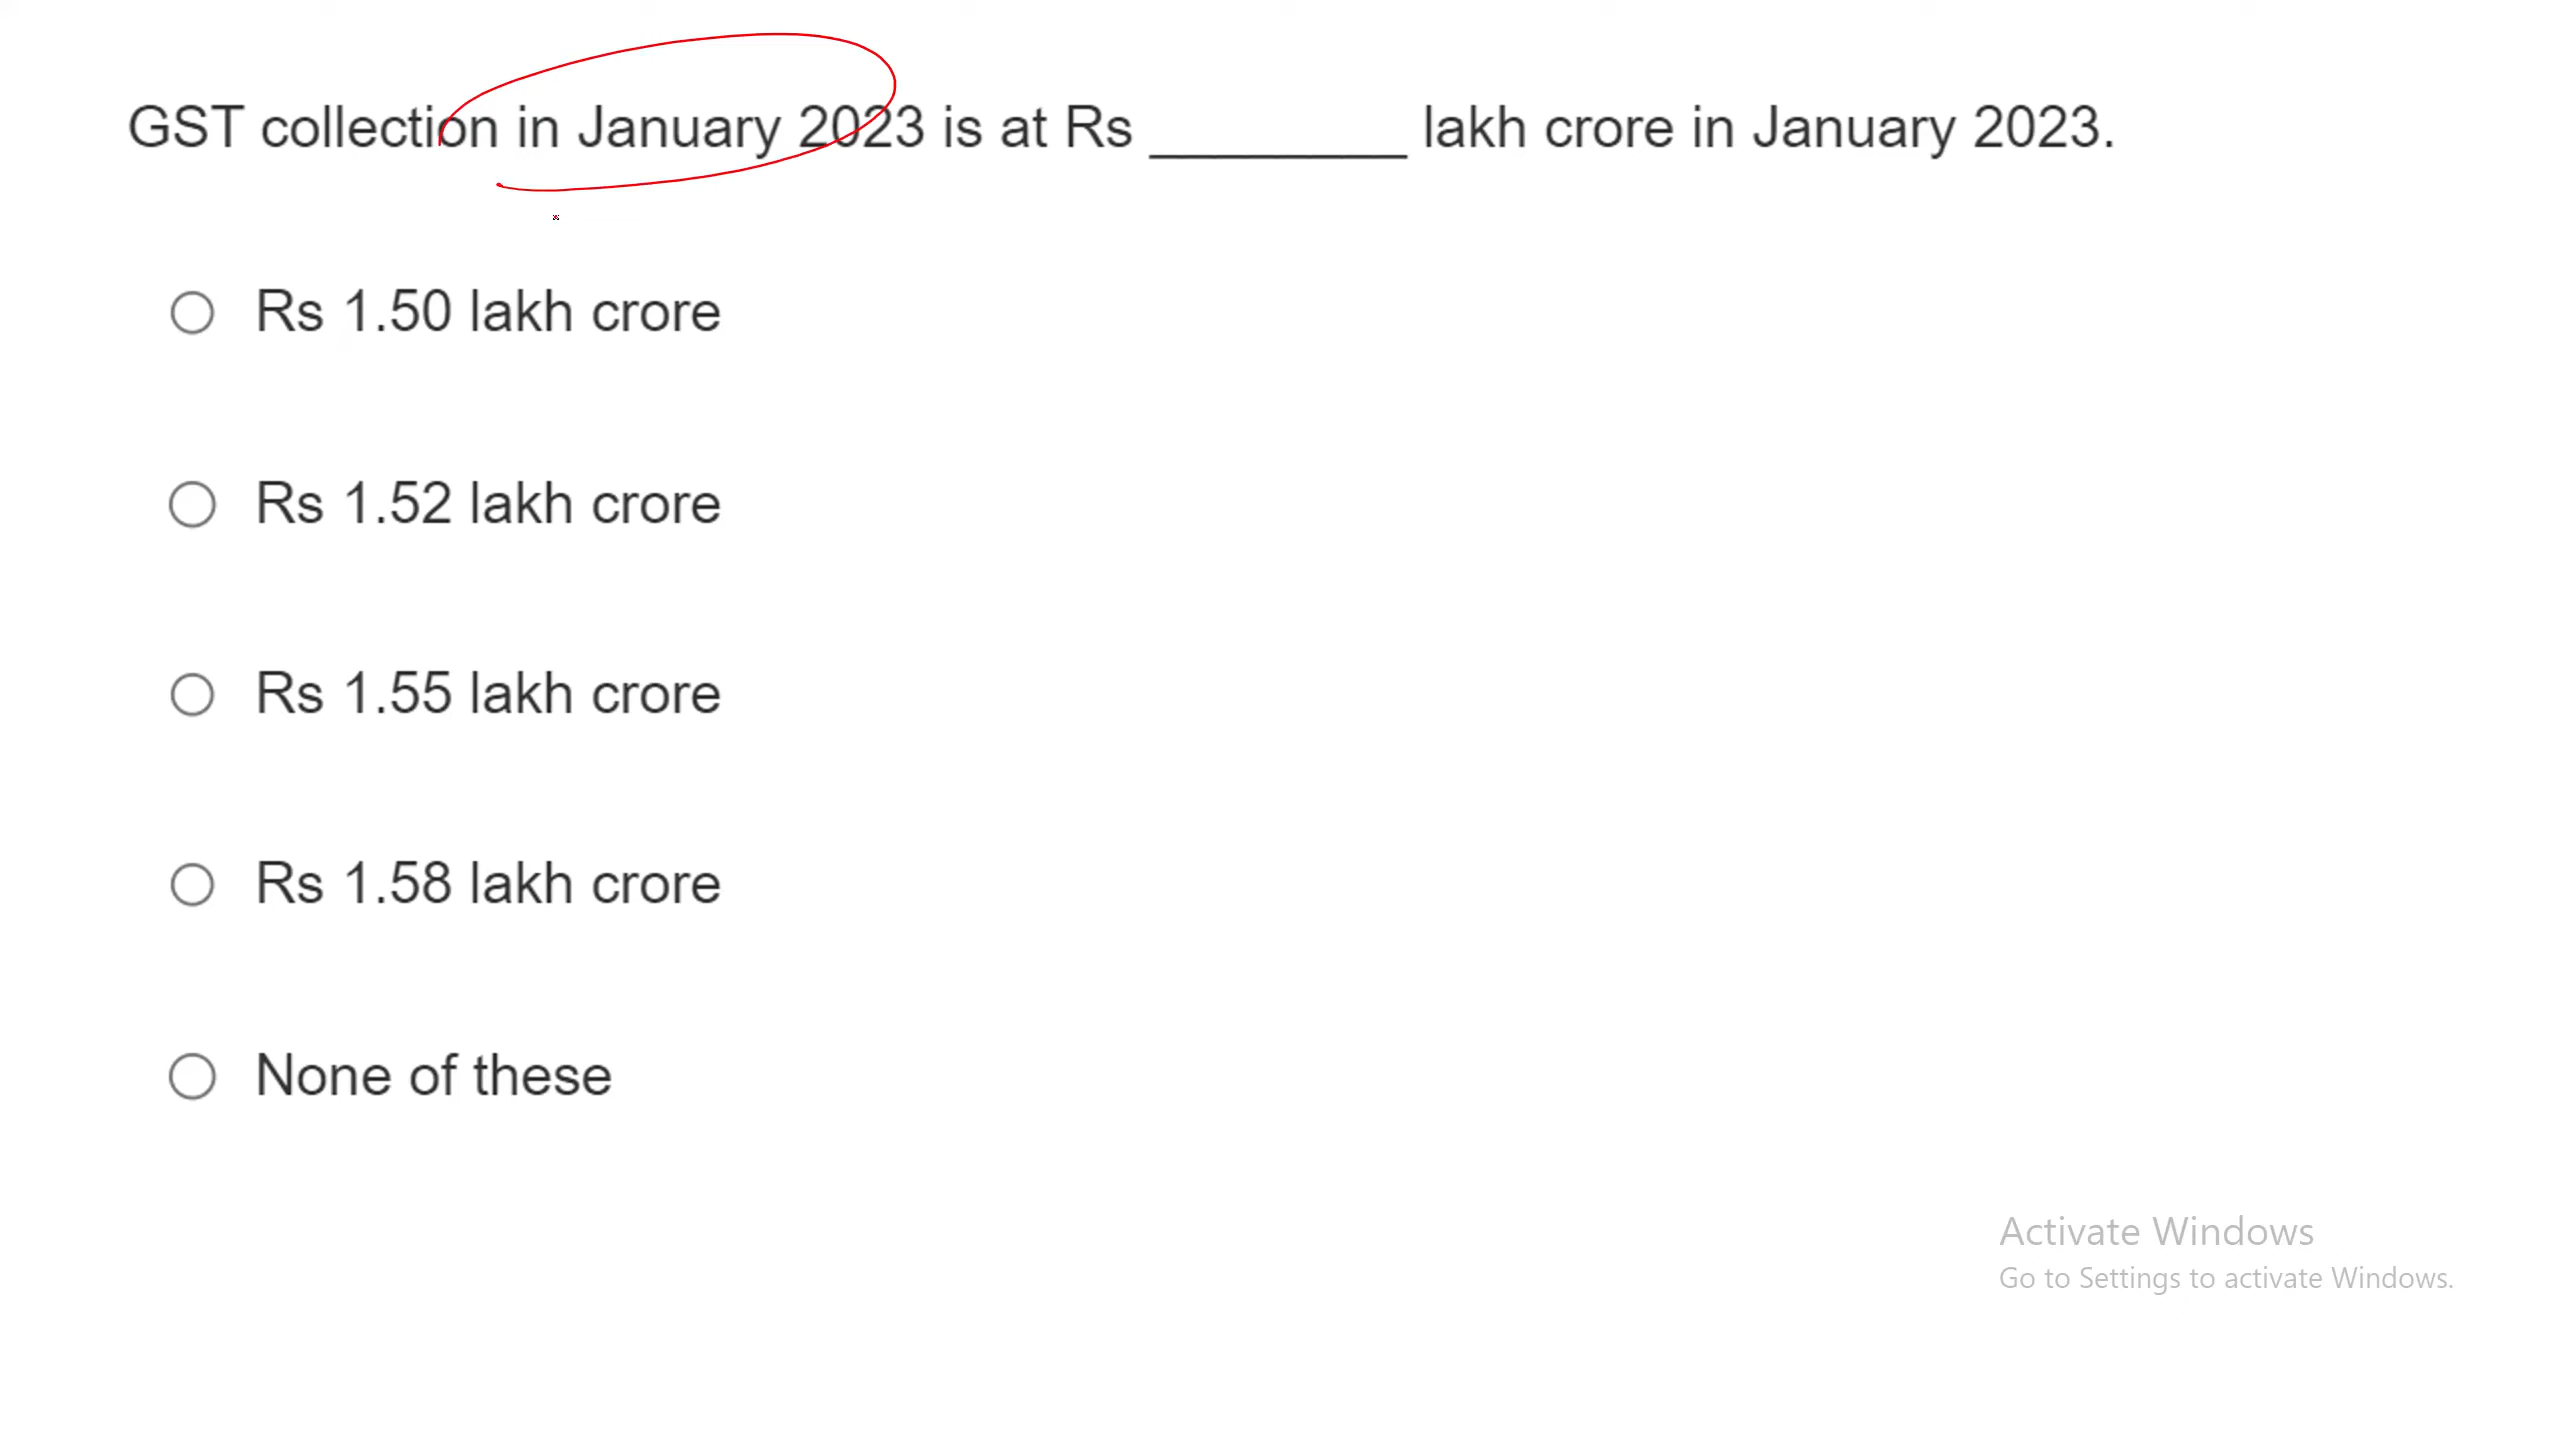 GST collection in January 2023 is at Rs ________ lakh crore in January 2023.
Rs 1.50 lakh crore
Rs 1.52 lakh crore
Rs 1.55 lakh crore
Rs 1.58 lakh crore
None of these
Activate Windows
Go to Settings to activate Windows.